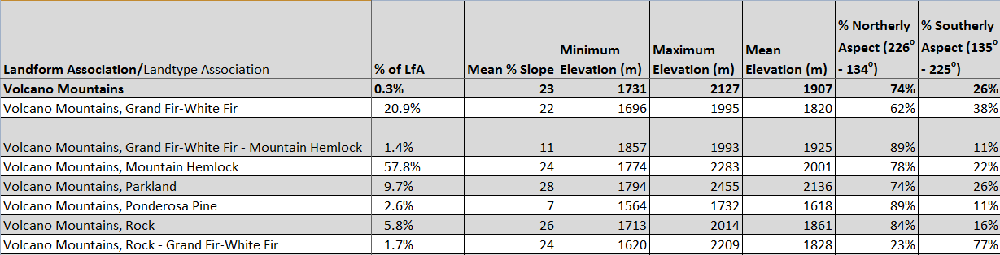 Landform Association/Landtype Association | % of LfA | Mean % Slope | Minimum Elevation (m) | Maximum Elevation (m) | Mean Elevation (m) | % Northerly Aspect (226° - 134°) | % Southerly Aspect (135° - 225°)
Volcano Mountains | 0.3% | 23 | 1731 | 2127 | 1907 | 74% | 26%
Volcano Mountains, Grand Fir-White Fir | 20.9% | 22 | 1696 | 1995 | 1820 | 62% | 38%
Volcano Mountains, Grand Fir-White Fir - Mountain Hemlock | 1.4% | 11 | 1857 | 1993 | 1925 | 89% | 11%
Volcano Mountains, Mountain Hemlock | 57.8% | 24 | 1774 | 2283 | 2001 | 78% | 22%
Volcano Mountains, Parkland | 9.7% | 28 | 1794 | 2455 | 2136 | 74% | 26%
Volcano Mountains, Ponderosa Pine | 2.6% | 7 | 1564 | 1732 | 1618 | 89% | 11%
Volcano Mountains, Rock | 5.8% | 26 | 1713 | 2014 | 1861 | 84% | 16%
Volcano Mountains, Rock - Grand Fir-White Fir | 1.7% | 24 | 1620 | 2209 | 1828 | 23% | 77%